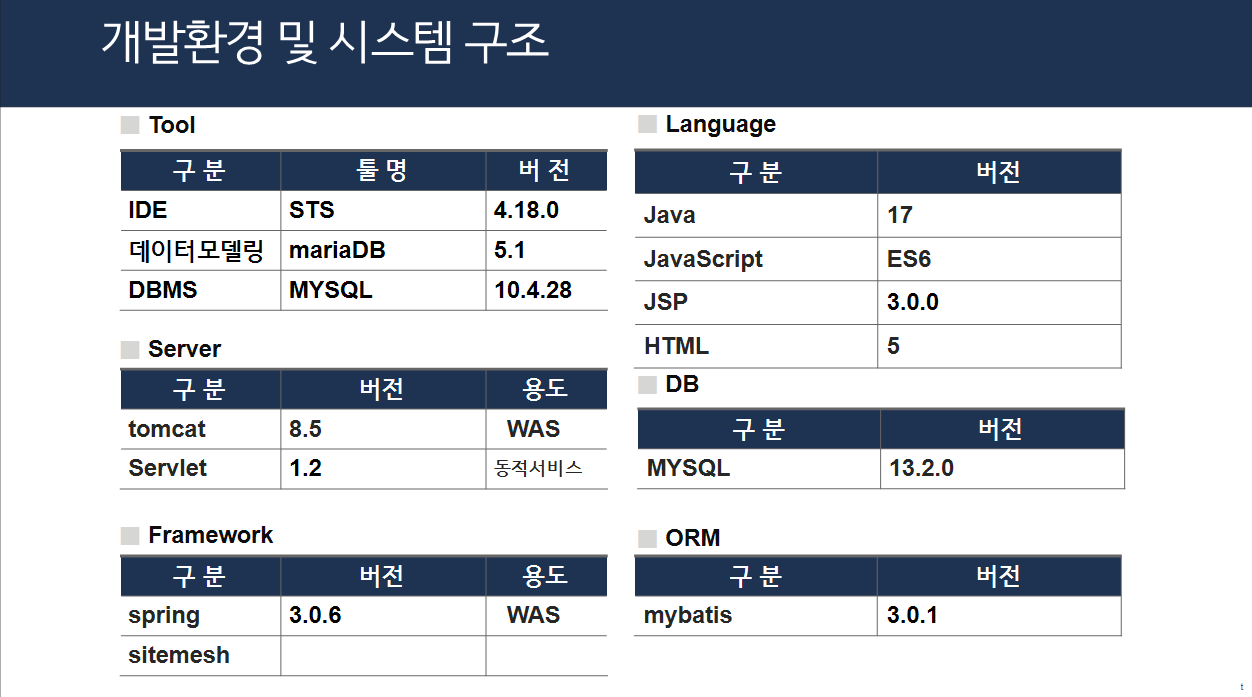 개발환경 및 시스템 구조
Tool
구 분 툴 명 버 전
IDE STS 4.18.0
데이터모델링 mariaDB 5.1
DBMS MYSQL 10.4.28
Server
구 분 버전 용도
tomcat 8.5 WAS
Servlet 1.2 동적서비스
Framework
구 분 버전 용도
spring 3.0.6 WAS
sitemesh
Language
구 분 버전
Java 17
JavaScript ES6
JSP 3.0.0
HTML 5
DB
구 분 버전
MYSQL 13.2.0
ORM
구 분 버전
mybatis 3.0.1
t